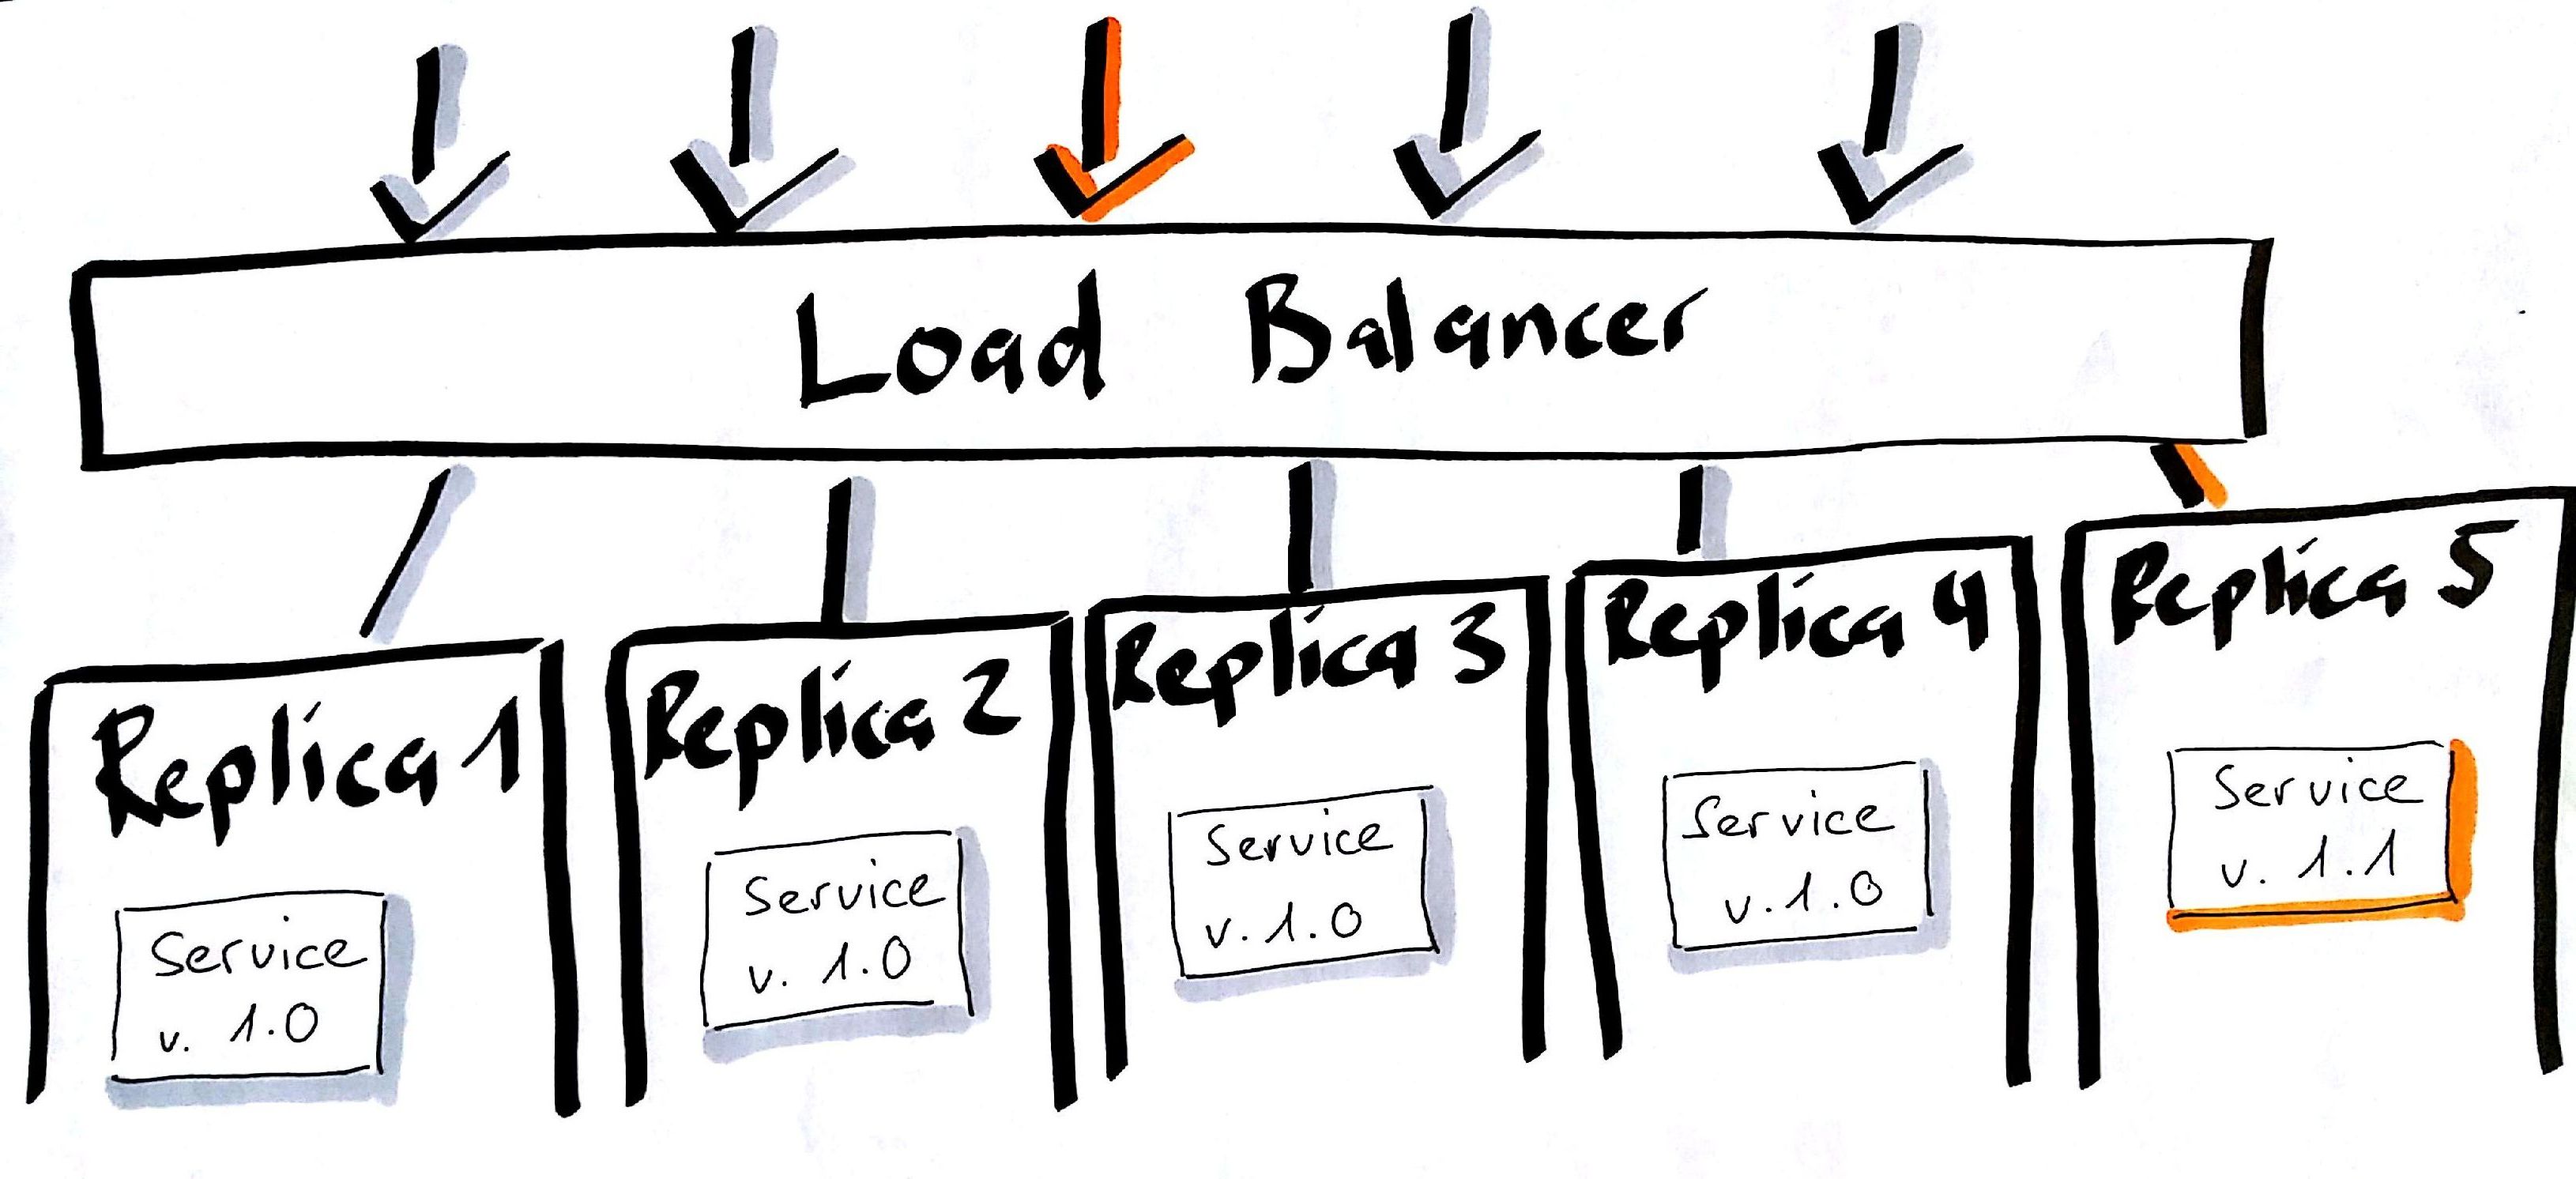 Load Balancer
Replica 1
Service
v. 1.0
Replica 2
Service
v. 1.0
Replica 3
Service
v. 1.0
Replica 4
Service
v. 1.0
Replica 5
Service
v. 1.1